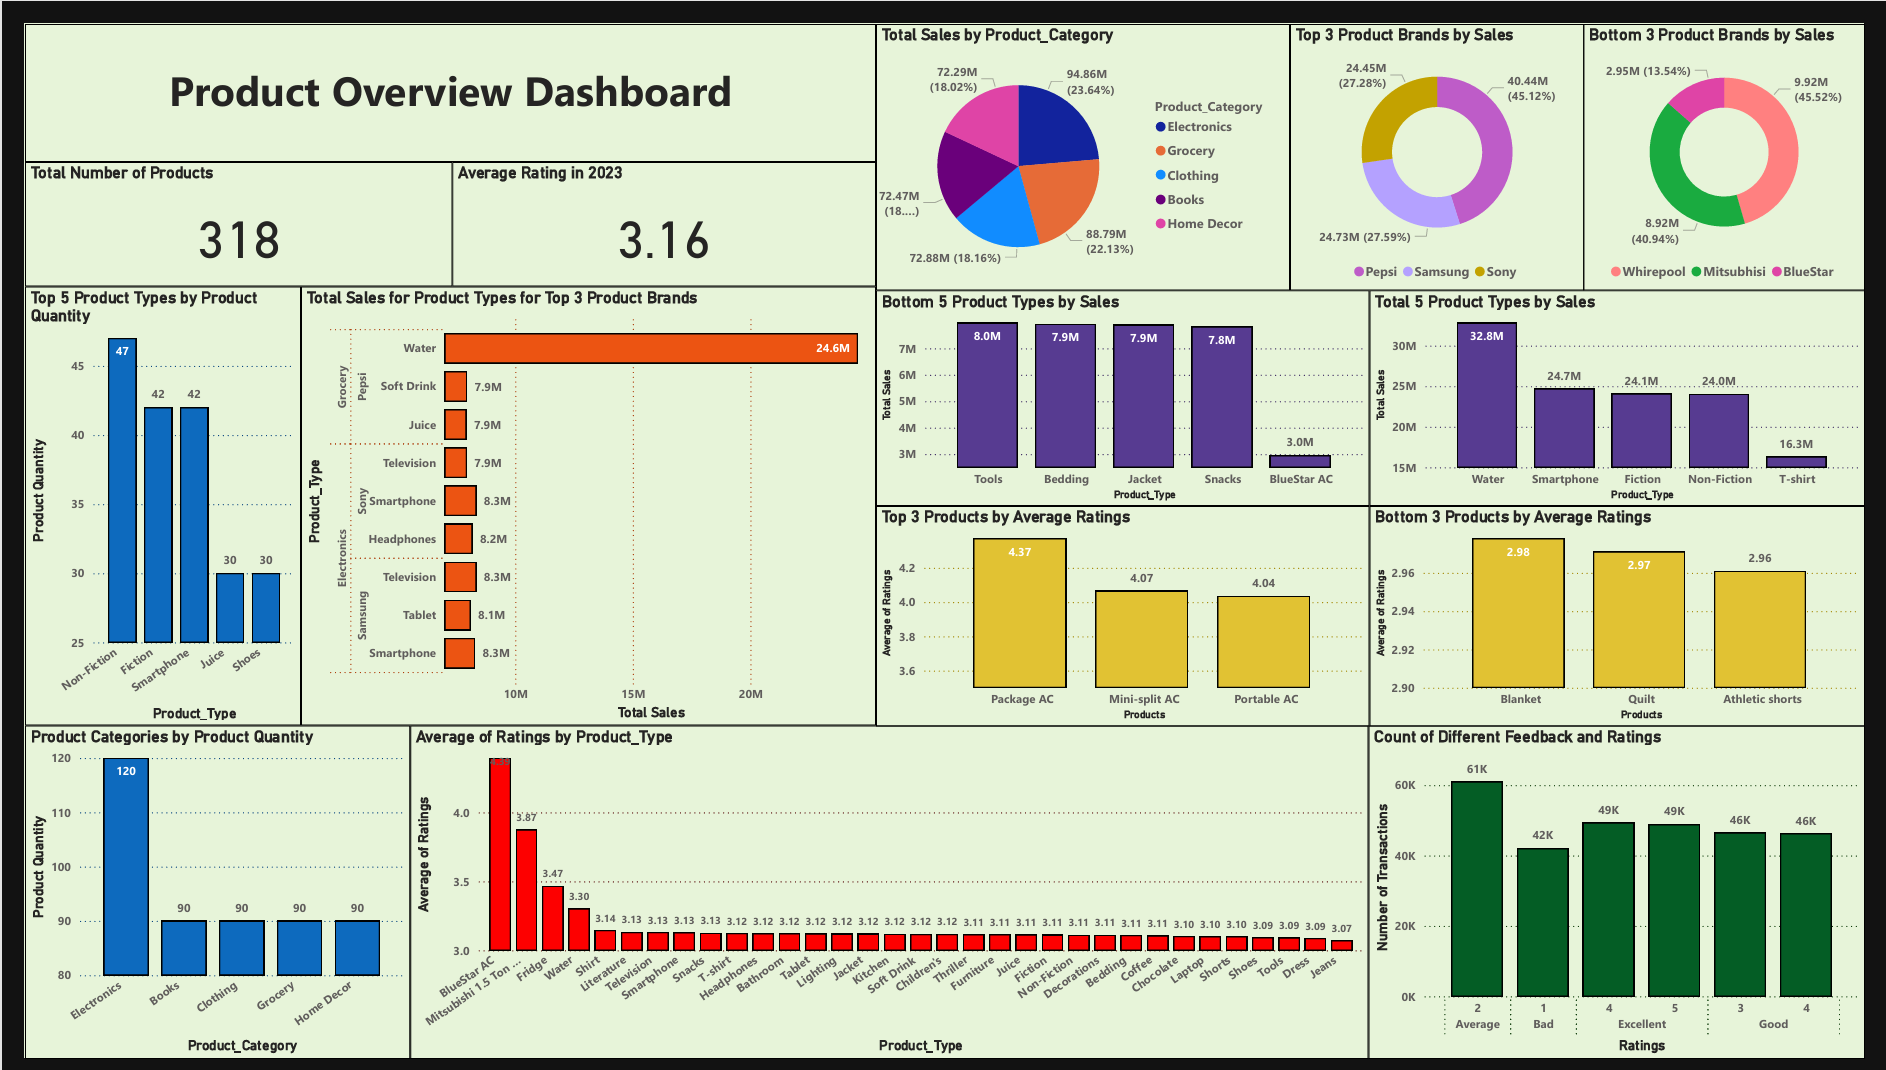 Product Overview Dashboard
Total Number of Products
318
Average Rating in 2023
3.16
Total Sales by Product_Category
72.29M
(18.02%)
94.86M
(23.64%)
72.47M
(18....)
88.79M
(22.13%)
72.88M (18.16%)
Product_Category
Electronics
Grocery
Clothing
Books
Home Decor
Top 3 Product Brands by Sales
24.45M
(27.28%)
40.44M
(45.12%)
24.73M (27.59%)
Pepsi Samsung Sony
Bottom 3 Product Brands by Sales
2.95M (13.54%)
9.92M
(45.52%)
8.92M
(40.94%)
Whirepool Mitsubhisi BlueStar
Top 5 Product Types by Product
Quantity
Product Quantity
45
40
35
30
25
47
42
42
30
30
Non-Fiction
Fiction
Smartphone
Juice
Shoes
Product_Type
Total Sales for Product Types for Top 3 Product Brands
Product_Type
Grocery
Electronics
Pepsi
Sony
Samsung
Water 24.6M
Soft Drink 7.9M
Juice 7.9M
Television 7.9M
Smartphone 8.3M
Headphones 8.2M
Television 8.3M
Tablet 8.1M
Smartphone 8.3M
10M 15M 20M
Total Sales
Bottom 5 Product Types by Sales
Total Sales
7M
6M
5M
4M
3M
8.0M 7.9M 7.9M 7.8M 3.0M
Tools Bedding Jacket Snacks BlueStar AC
Product_Type
Total 5 Product Types by Sales
Total Sales
30M
25M
20M
15M
32.8M 24.7M 24.1M 24.0M 16.3M
Water Smartphone Fiction Non-Fiction T-shirt
Product_Type
Top 3 Products by Average Ratings
Average of Ratings
4.2
4.0
3.8
3.6
4.37 4.07 4.04
Package AC Mini-split AC Portable AC
Products
Bottom 3 Products by Average Ratings
Average of Ratings
2.96
2.94
2.92
2.90
2.98 2.97 2.96
Blanket Quilt Athletic shorts
Products
Product Categories by Product Quantity
Product Quantity
120
110
100
90
80
120 90 90 90 90
Electronics
Books
Clothing
Grocery
Home Decor
Product_Category
Average of Ratings by Product_Type
Average of Ratings
4.0
3.5
3.0
3.87 3.47 3.30 3.14 3.13 3.13 3.13 3.13 3.12 3.12 3.12 3.12 3.12 3.12 3.12 3.12 3.12 3.11 3.11 3.11 3.11 3.11 3.11 3.11 3.11 3.10 3.10 3.10 3.09 3.09 3.09 3.07
BlueStar AC
Mitsubishi 1.5 Ton ...
Fridge
Water
Shirt
Literature
Television
Smartphone
Snacks
T-shirt
Headphones
Bathroom
Tablet
Lighting
Jacket
Kitchen
Soft Drink
Children's
Thriller
Furniture
Juice
Fiction
Non-Fiction
Decorations
Bedding
Coffee
Chocolate
Laptop
Shorts
Shoes
Tools
Dress
Jeans
Product_Type
Count of Different Feedback and Ratings
Number of Transactions
60K
40K
20K
0K
61K 42K 49K 49K 46K 46K
2 1 4 5 3 4
Average Bad Excellent Good
Ratings